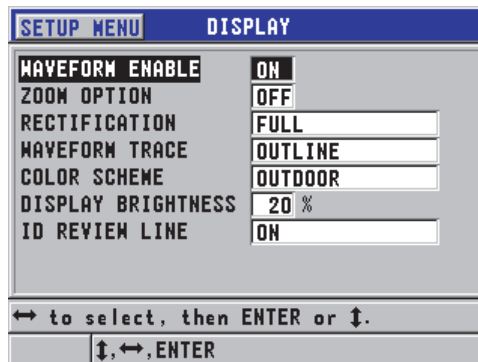 SETUP MENU DISPLAY
WAVEFORM ENABLE ON
ZOOM OPTION OFF
RECTIFICATION FULL
WAVEFORM TRACE OUTLINE
COLOR SCHEME OUTDOOR
DISPLAY BRIGHTNESS 20 %
ID REVIEW LINE ON
↔ to select, then ENTER or ↕.
↕,↔,ENTER